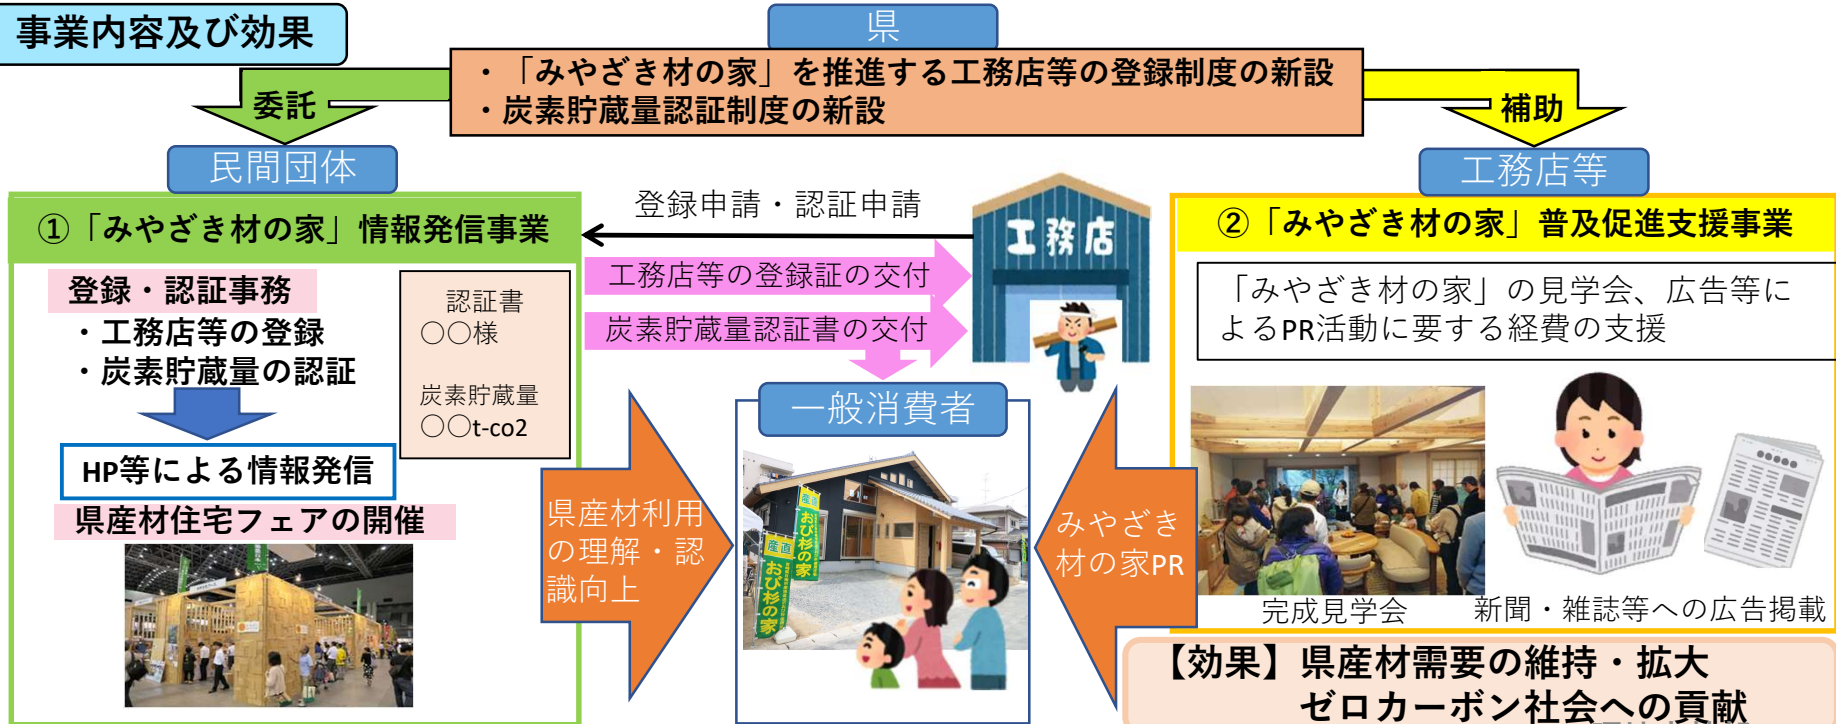 事業内容及び効果
県
・「みやざき材の家」を推進する工務店等の登録制度の新設
・炭素貯蔵量認証制度の新設
委託
補助
民間団体
①「みやざき材の家」情報発信事業
登録・認証事務
・工務店等の登録
・炭素貯蔵量の認証
認証書
○○様
炭素貯蔵量
○○t-co2
HP等による情報発信
県産材住宅フェアの開催
登録申請・認証申請
工務店等の登録証の交付
炭素貯蔵量認証書の交付
工務店
県産材利用
の理解・認
識向上
一般消費者
産直
おび杉の家
産直
おび杉の家
みやざき
材の家PR
工務店等
②「みやざき材の家」普及促進支援事業
「みやざき材の家」の見学会、広告等に
よるPR活動に要する経費の支援
完成見学会
新聞・雑誌等への広告掲載
【効果】県産材需要の維持・拡大
ゼロカーボン社会への貢献